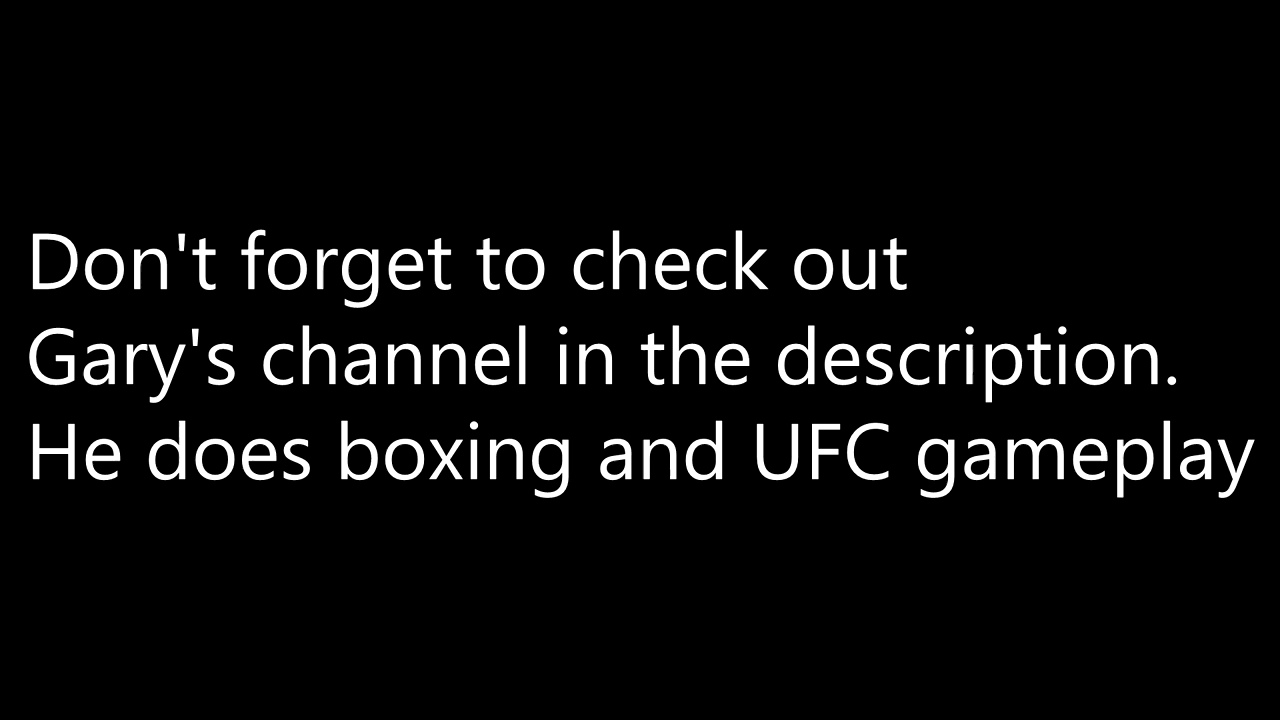 Don't forget to check out
Gary's channel in the description.
He does boxing and UFC gameplay